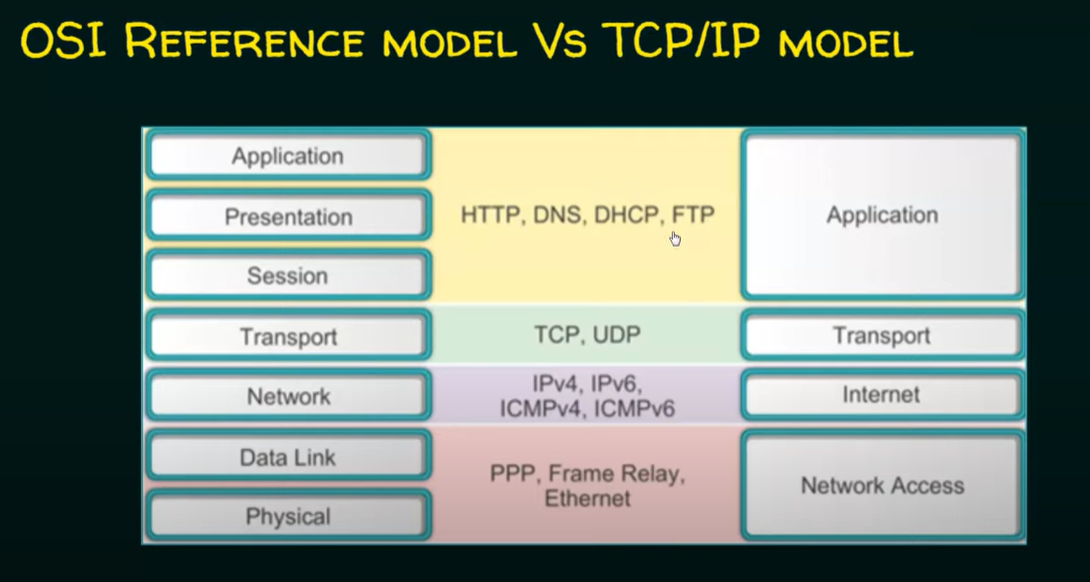 OSI REFERENCE MODEL VS TCP/IP MODEL
Application
Presentation
Session
Transport
Network
Data Link
Physical
HTTP, DNS, DHCP, FTP
TCP, UDP
IPv4, IPv6,
ICMPv4, ICMPv6
PPP, Frame Relay,
Ethernet
Application
Transport
Internet
Network Access